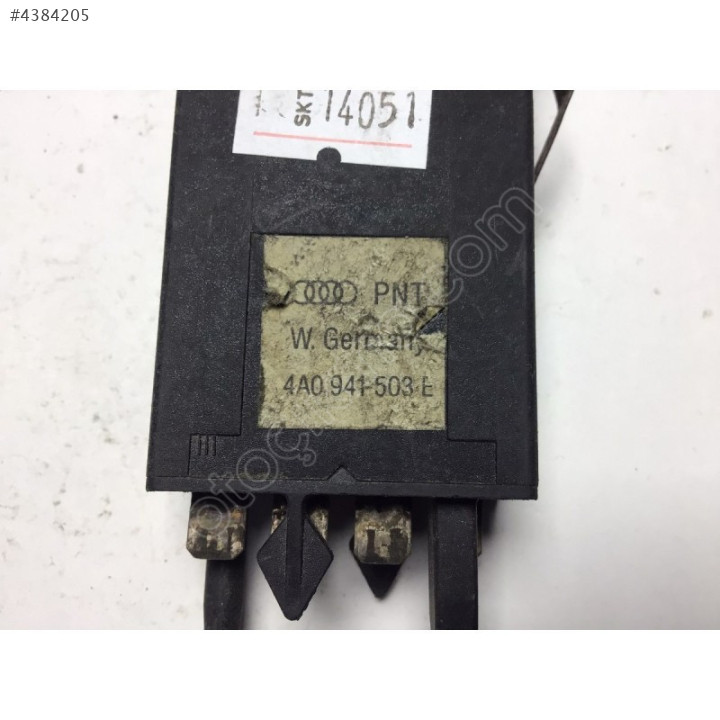 #4384205
SKT
14051
PNT
W. Germany
4A0 941 503 E